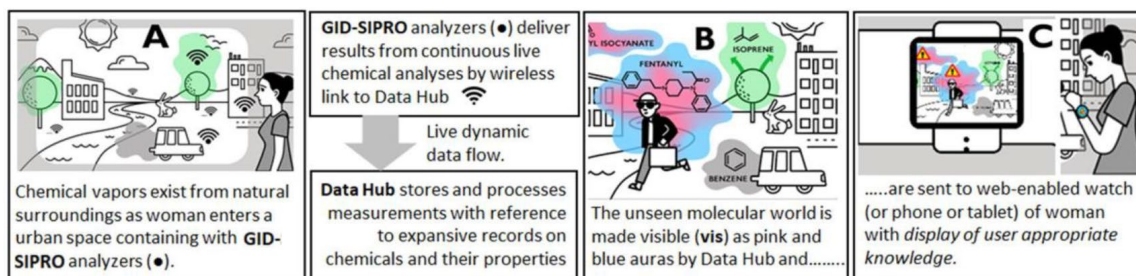 A
Chemical vapors exist from natural
surroundings as woman enters a
urban space containing with GID-
SIPRO analyzers (●).
GID-SIPRO analyzers (●) deliver
results from continuous live
chemical analyses by wireless
link to Data Hub
Live dynamic
data flow.
Data Hub stores and processes
measurements with reference
to expansive records on
chemicals and their properties
B
YL ISOCYANATE
ISOPRENE
FENTANYL
BENZENE
The unseen molecular world is
made visible (vis) as pink and
blue auras by Data Hub and……..
C
…..are sent to web-enabled watch
(or phone or tablet) of woman
with display of user appropriate
knowledge.